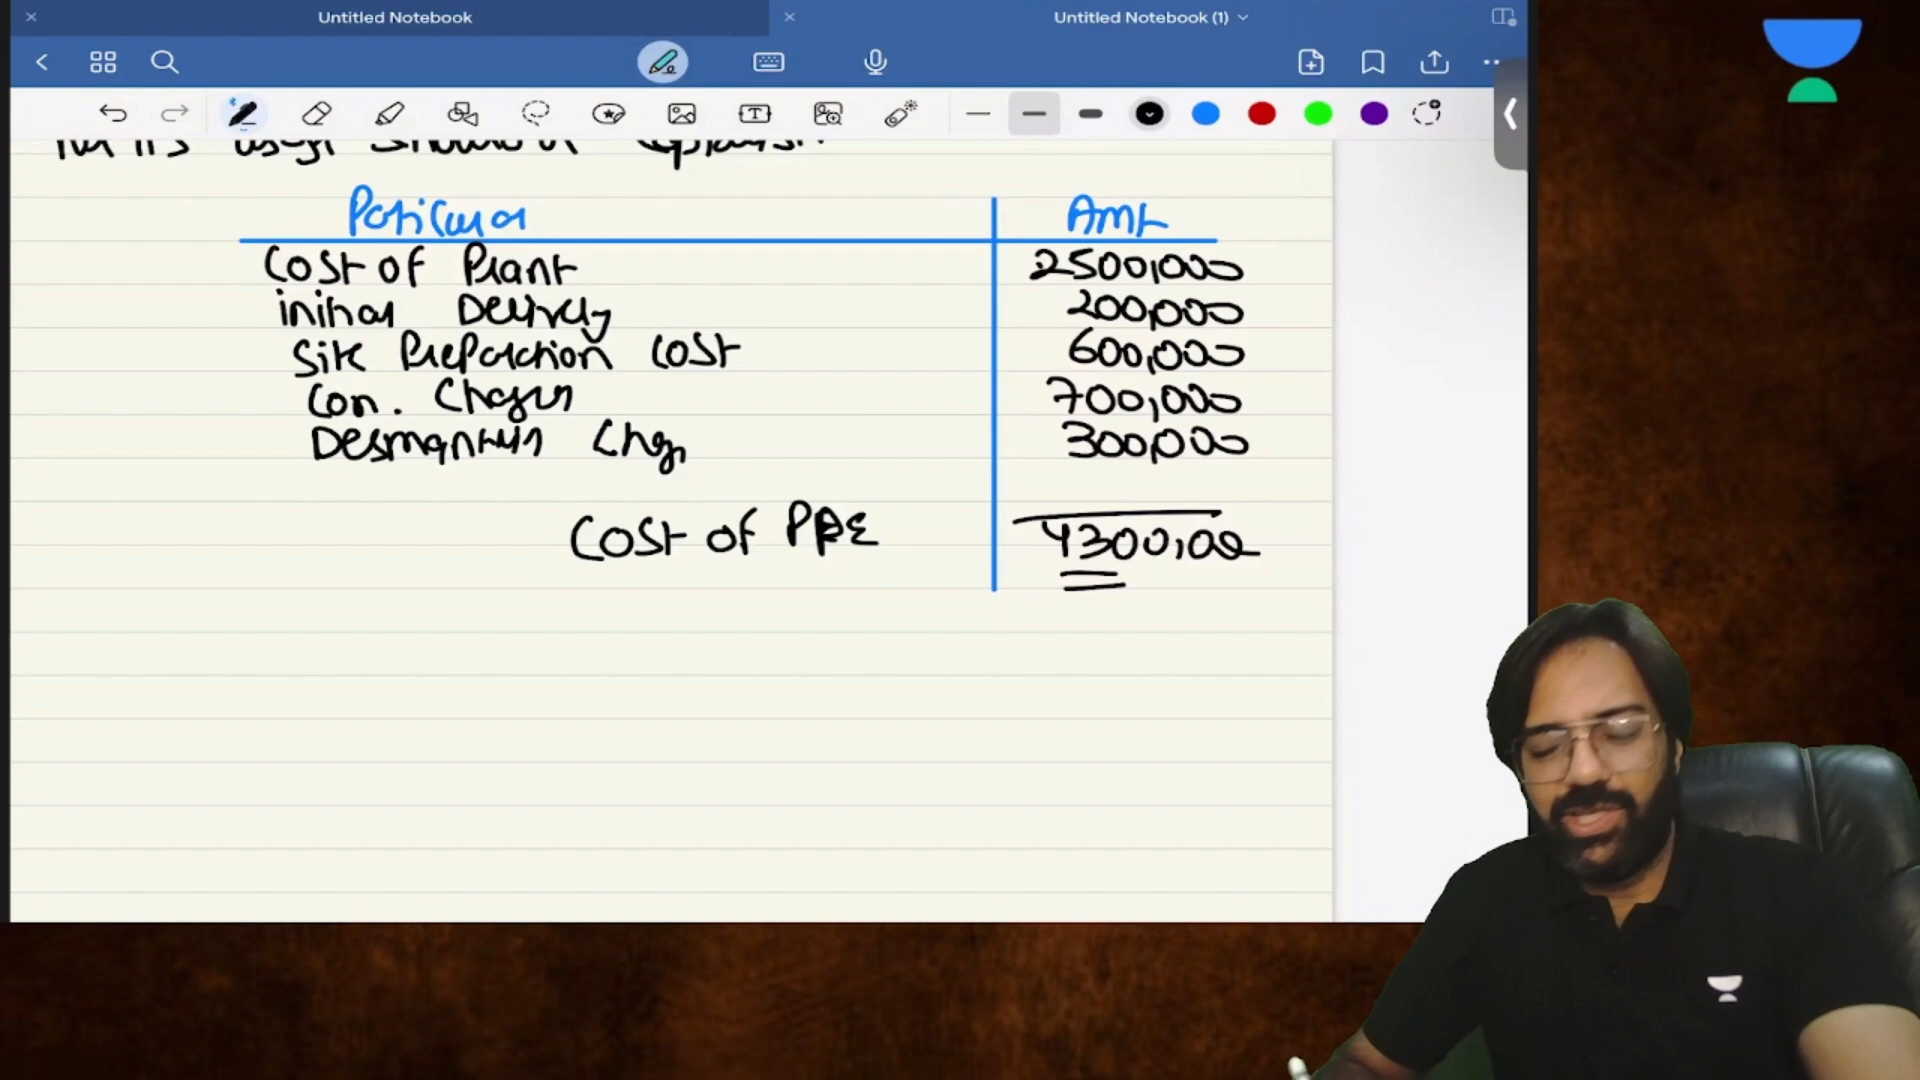 Untitled Notebook
Untitled Notebook (1)
Particular Amt
Cost of Plant 2500,000
initial Delivery 200,000
Site Preparation Cost 600,000
Con. Charges 700,000
Desmantling Chg, 300,000
Cost of PPE 4300,00